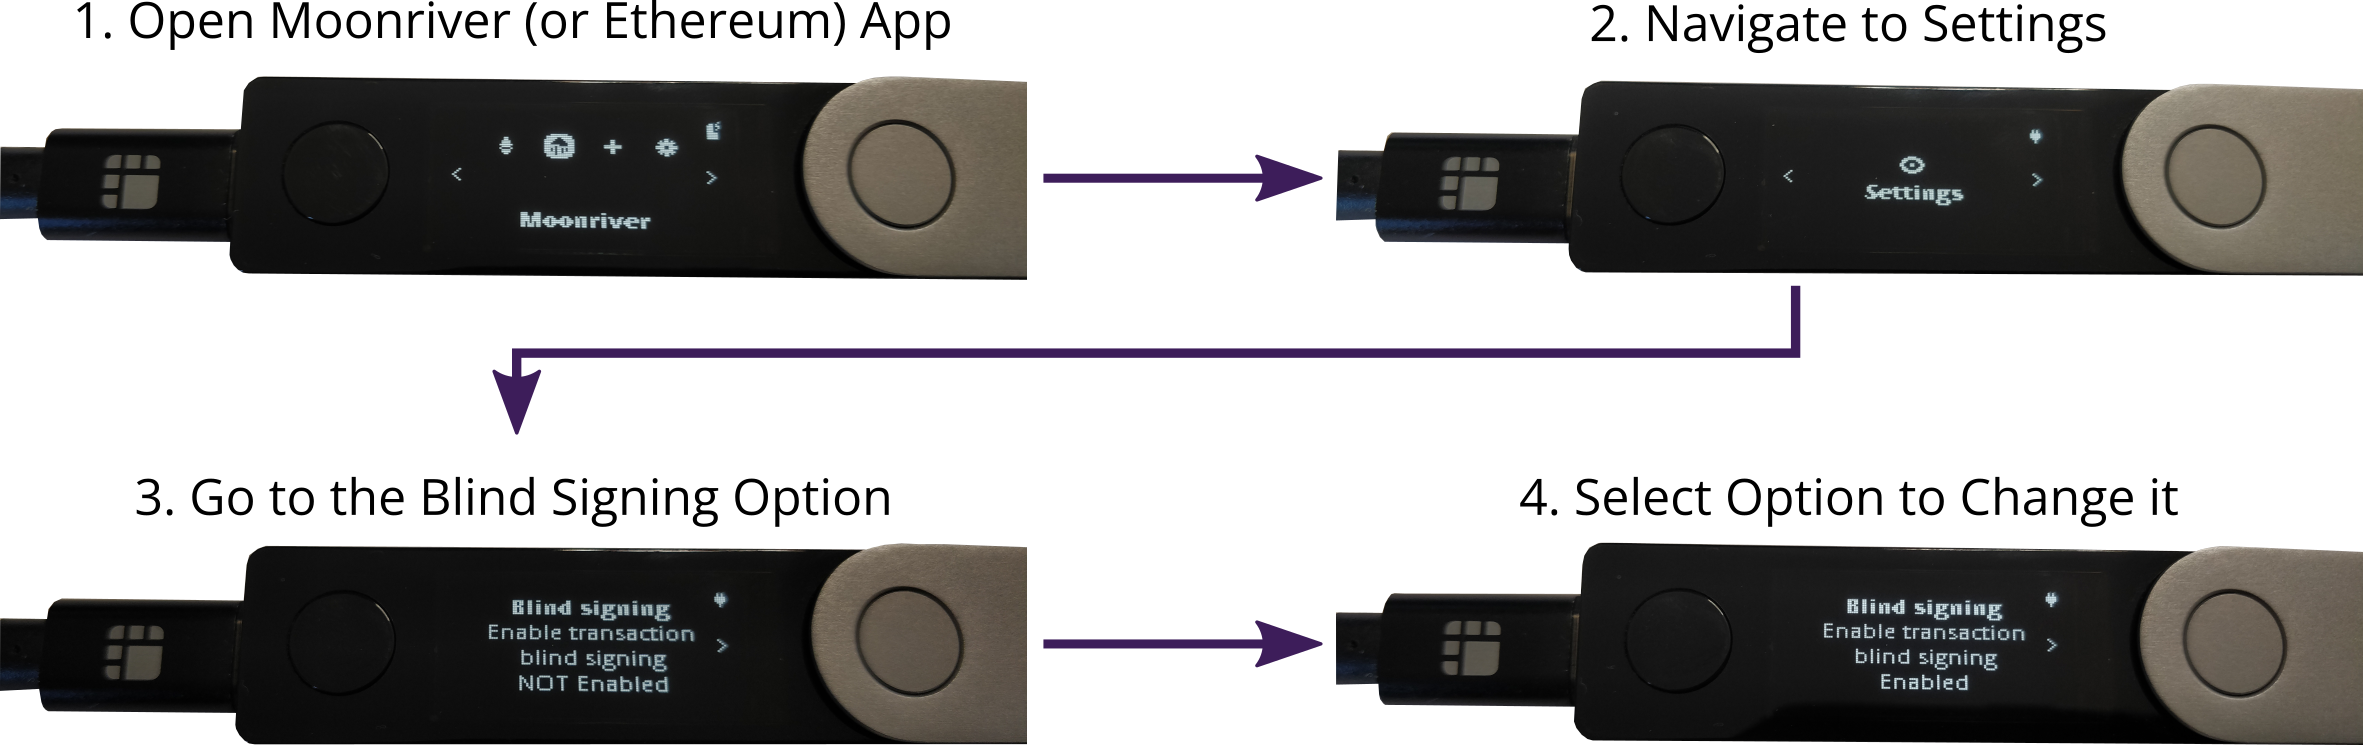 1. Open Moonriver (or Ethereum) App
2. Navigate to Settings
Moonriver
Settings
3. Go to the Blind Signing Option
4. Select Option to Change it
Blind signing
Enable transaction
blind signing
NOT Enabled
Blind signing
Enable transaction
blind signing
Enabled